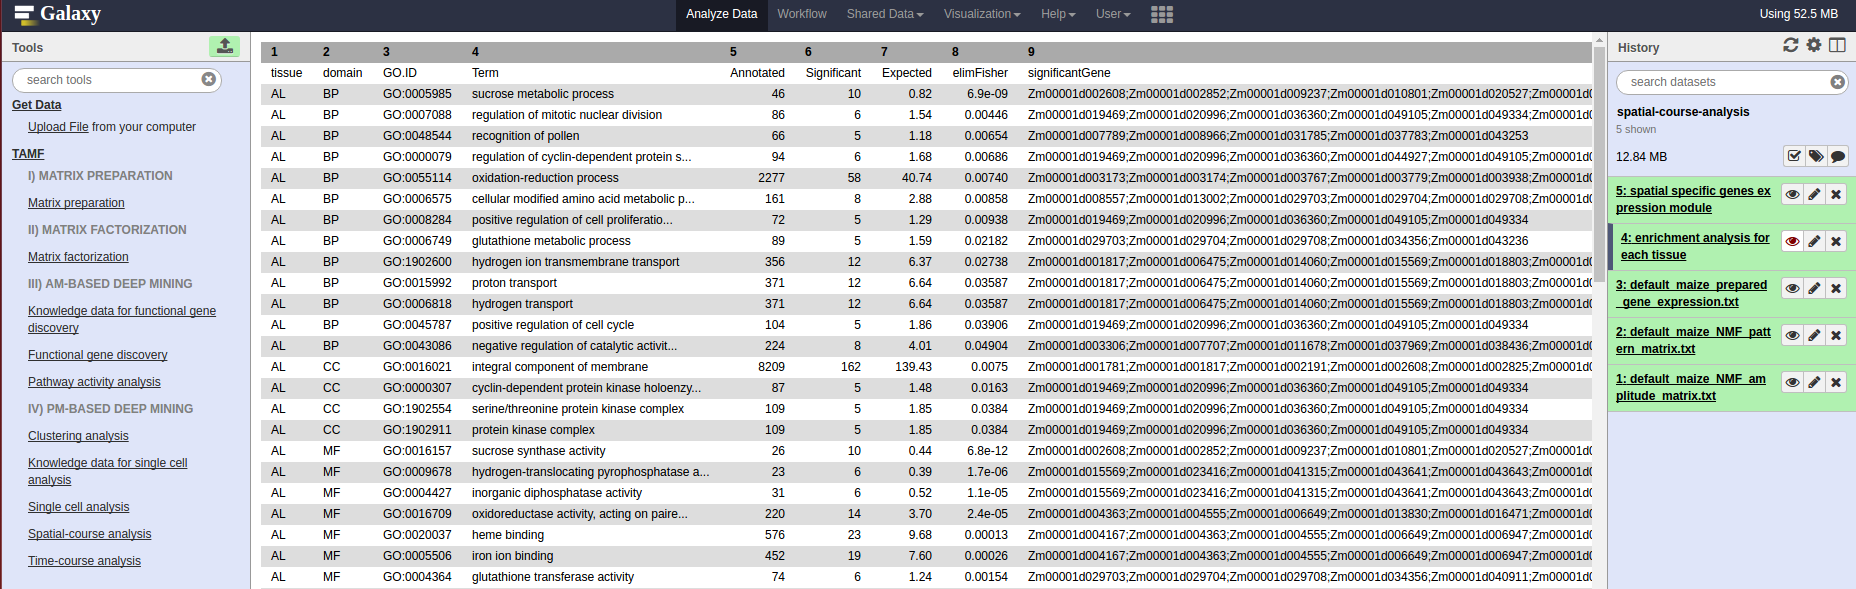 Galaxy
Analyze Data Workflow Shared Data Visualization Help User
Using 52.5 MB
Tools
search tools
Get Data
Upload File from your computer
TAMF
I) MATRIX PREPARATION
Matrix preparation
II) MATRIX FACTORIZATION
Matrix factorization
III) AM-BASED DEEP MINING
Knowledge data for functional gene
discovery
Functional gene discovery
Pathway activity analysis
IV) PM-BASED DEEP MINING
Clustering analysis
Knowledge data for single cell
analysis
Single cell analysis
Spatial-course analysis
Time-course analysis
1 2 3 4 5 6 7 8 9
tissue domain GO.ID Term Annotated Significant Expected elimFisher significantGene
AL BP GO:0005985 sucrose metabolic process 46 10 0.82 6.9e-09 Zm00001d002608;Zm00001d002852;Zm00001d009237;Zm00001d010801;Zm00001d020527;Zm00001d0
AL BP GO:0007088 regulation of mitotic nuclear division 86 6 1.54 0.00446 Zm00001d019469;Zm00001d020996;Zm00001d036360;Zm00001d049105;Zm00001d049334;Zm00001d0
AL BP GO:0048544 recognition of pollen 66 5 1.18 0.00654 Zm00001d007789;Zm00001d008966;Zm00001d031785;Zm00001d037783;Zm00001d043253
AL BP GO:0000079 regulation of cyclin-dependent protein s... 94 6 1.68 0.00686 Zm00001d019469;Zm00001d020996;Zm00001d036360;Zm00001d044927;Zm00001d049105;Zm00001d0
AL BP GO:0055114 oxidation-reduction process 2277 58 40.74 0.00740 Zm00001d003173;Zm00001d003174;Zm00001d003767;Zm00001d003779;Zm00001d003938;Zm00001d0
AL BP GO:0006575 cellular modified amino acid metabolic p... 161 8 2.88 0.00858 Zm00001d008557;Zm00001d013002;Zm00001d029703;Zm00001d029704;Zm00001d029708;Zm00001d0
AL BP GO:0008284 positive regulation of cell proliferatio... 72 5 1.29 0.00938 Zm00001d019469;Zm00001d020996;Zm00001d036360;Zm00001d049105;Zm00001d049334
AL BP GO:0006749 glutathione metabolic process 89 5 1.59 0.02182 Zm00001d029703;Zm00001d029704;Zm00001d029708;Zm00001d034356;Zm00001d043236
AL BP GO:1902600 hydrogen ion transmembrane transport 356 12 6.37 0.02738 Zm00001d001817;Zm00001d006475;Zm00001d014060;Zm00001d015569;Zm00001d018803;Zm00001d0
AL BP GO:0015992 proton transport 371 12 6.64 0.03587 Zm00001d001817;Zm00001d006475;Zm00001d014060;Zm00001d015569;Zm00001d018803;Zm00001d0
AL BP GO:0006818 hydrogen transport 371 12 6.64 0.03587 Zm00001d001817;Zm00001d006475;Zm00001d014060;Zm00001d015569;Zm00001d018803;Zm00001d0
AL BP GO:0045787 positive regulation of cell cycle 104 5 1.86 0.03906 Zm00001d019469;Zm00001d020996;Zm00001d036360;Zm00001d049105;Zm00001d049334
AL BP GO:0043086 negative regulation of catalytic activit... 224 8 4.01 0.04904 Zm00001d003306;Zm00001d007707;Zm00001d011678;Zm00001d037969;Zm00001d038436;Zm00001d0
AL CC GO:0016021 integral component of membrane 8209 162 139.43 0.0075 Zm00001d001781;Zm00001d001817;Zm00001d002191;Zm00001d002608;Zm00001d002825;Zm00001d0
AL CC GO:0000307 cyclin-dependent protein kinase holoenzy... 87 5 1.48 0.0163 Zm00001d019469;Zm00001d020996;Zm00001d036360;Zm00001d049105;Zm00001d049334
AL CC GO:1902554 serine/threonine protein kinase complex 109 5 1.85 0.0384 Zm00001d019469;Zm00001d020996;Zm00001d036360;Zm00001d049105;Zm00001d049334
AL CC GO:1902911 protein kinase complex 109 5 1.85 0.0384 Zm00001d019469;Zm00001d020996;Zm00001d036360;Zm00001d049105;Zm00001d049334
AL MF GO:0016157 sucrose synthase activity 26 10 0.44 6.8e-12 Zm00001d002608;Zm00001d002852;Zm00001d009237;Zm00001d010801;Zm00001d020527;Zm00001d0
AL MF GO:0009678 hydrogen-translocating pyrophosphatase a... 23 6 0.39 1.7e-06 Zm00001d015569;Zm00001d023416;Zm00001d041315;Zm00001d043641;Zm00001d043643;Zm00001d0
AL MF GO:0004427 inorganic diphosphatase activity 31 6 0.52 1.1e-05 Zm00001d015569;Zm00001d023416;Zm00001d041315;Zm00001d043641;Zm00001d043643;Zm00001d0
AL MF GO:0016709 oxidoreductase activity, acting on paire... 220 14 3.70 2.4e-05 Zm00001d004363;Zm00001d004555;Zm00001d006649;Zm00001d013830;Zm00001d016471;Zm00001d0
AL MF GO:0020037 heme binding 576 23 9.68 0.00013 Zm00001d004167;Zm00001d004363;Zm00001d004555;Zm00001d006649;Zm00001d006947;Zm00001d0
AL MF GO:0005506 iron ion binding 452 19 7.60 0.00026 Zm00001d004167;Zm00001d004363;Zm00001d004555;Zm00001d006649;Zm00001d006947;Zm00001d0
AL MF GO:0004364 glutathione transferase activity 74 6 1.24 0.00154 Zm00001d029703;Zm00001d029704;Zm00001d029708;Zm00001d034356;Zm00001d040911;Zm00001d0
History
search datasets
spatial-course-analysis
5 shown
12.84 MB
5: spatial specific genes ex
pression module
4: enrichment analysis for
each tissue
3: default_maize_prepared
_gene_expression.txt
2: default_maize_NMF_patt
ern_matrix.txt
1: default_maize_NMF_am
plitude_matrix.txt